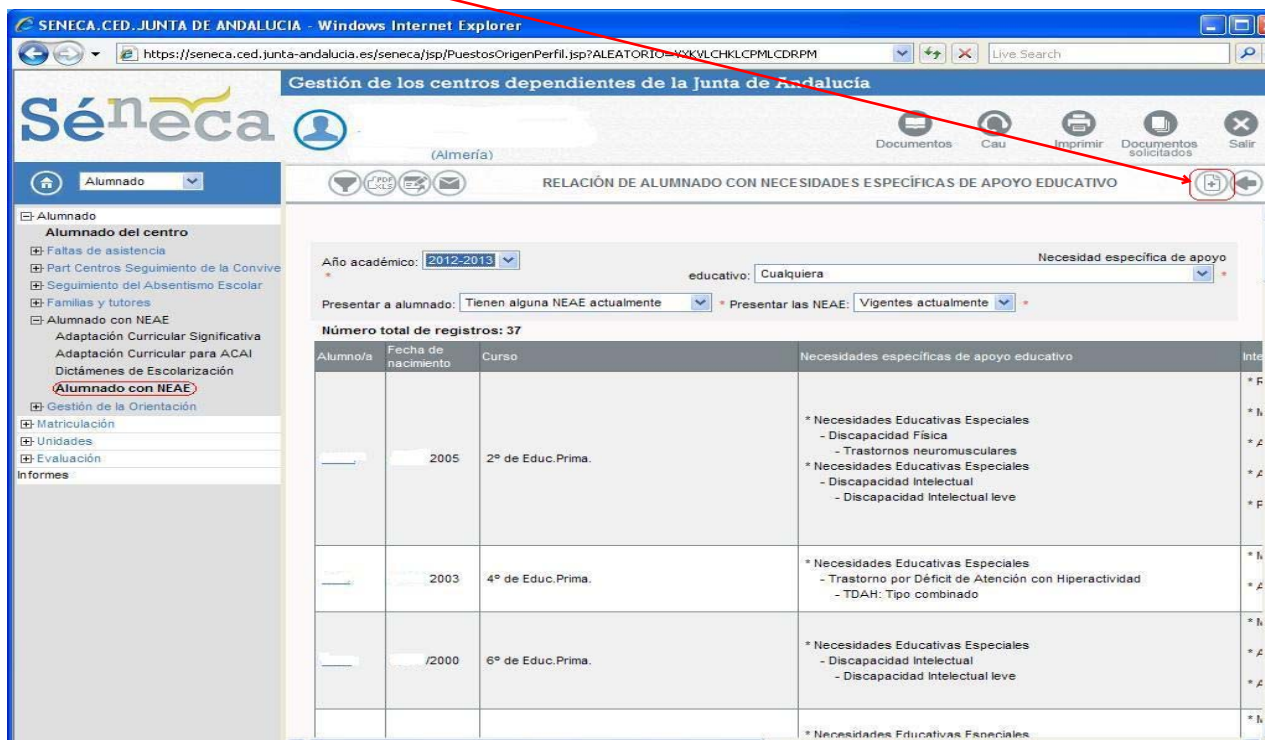 SENECA.CED.JUNTA DE ANDALUCIA - Windows Internet Explorer
https://seneca.ced.junta-andalucia.es/seneca/jsp/PuestosOrigenPerfil.jsp?ALEATORIO=YYKVLCHKLCPMLCDRPM
Live Search
Gestión de los centros dependientes de la Junta de Andalucía
Séneca
(Almería)
Documentos
Cau
Imprimir
Documentos solicitados
Salir
Alumnado
PDF
XLS
RELACIÓN DE ALUMNADO CON NECESIDADES ESPECÍFICAS DE APOYO EDUCATIVO
Alumnado
Alumnado del centro
Faltas de asistencia
Part Centros Seguimiento de la Convive
Seguimiento del Absentismo Escolar
Familias y tutores
Alumnado con NEAE
Adaptación Curricular Significativa
Adaptación Curricular para ACAI
Dictámenes de Escolarización
Alumnado con NEAE
Gestión de la Orientación
Matriculación
Unidades
Evaluación
Informes
Año académico: 2012-2013 *
Necesidad específica de apoyo
educativo: Cualquiera *
Presentar a alumnado: Tienen alguna NEAE actualmente * Presentar las NEAE: Vigentes actualmente *
Número total de registros: 37
Alumno/a Fecha de nacimiento Curso Necesidades específicas de apoyo educativo Inte
2005 2º de Educ.Prima.
* Necesidades Educativas Especiales
- Discapacidad Física
- Trastornos neuromusculares
* Necesidades Educativas Especiales
- Discapacidad Intelectual
- Discapacidad Intelectual leve
2003 4º de Educ.Prima.
* Necesidades Educativas Especiales
- Trastorno por Déficit de Atención con Hiperactividad
- TDAH: Tipo combinado
/2000 6º de Educ.Prima.
* Necesidades Educativas Especiales
- Discapacidad Intelectual
- Discapacidad Intelectual leve
* Necesidades Educativas Especiales